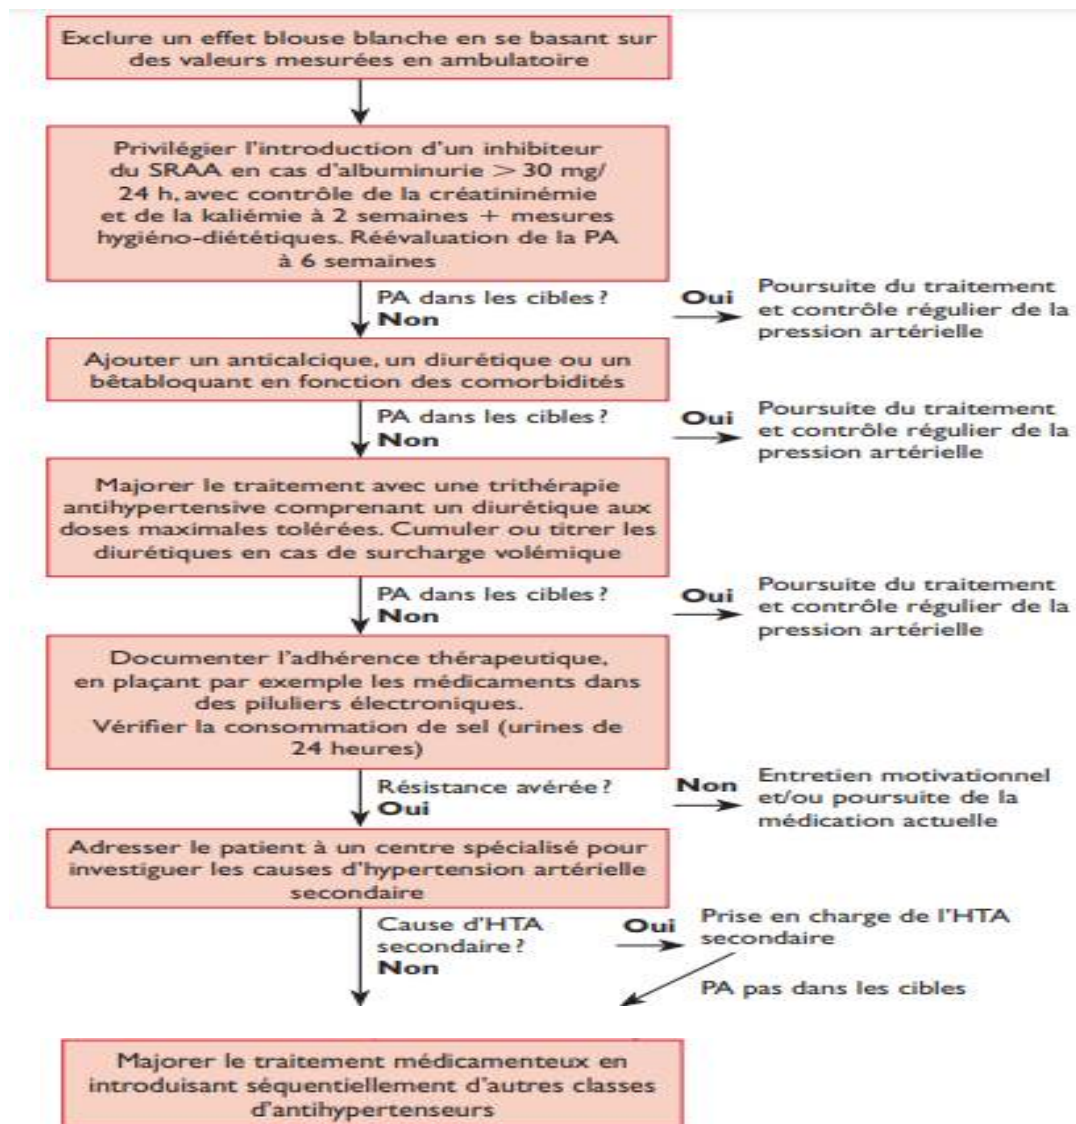 Exclure un effet blouse blanche en se basant sur
des valeurs mesurées en ambulatoire
Privilégier l'introduction d'un inhibiteur
du SRAA en cas d'albuminurie > 30 mg/
24 h, avec contrôle de la créatininémie
et de la kaliémie à 2 semaines + mesures
hygiéno-diététiques. Réévaluation de la PA
à 6 semaines
PA dans les cibles ?
Non
Oui
Poursuite du traitement
et contrôle régulier de la
pression artérielle
Ajouter un anticalcique, un diurétique ou un
bêtabloquant en fonction des comorbidités
PA dans les cibles ?
Non
Oui
Poursuite du traitement
et contrôle régulier de la
pression artérielle
Majorer le traitement avec une trithérapie
antihypertensive comprenant un diurétique aux
doses maximales tolérées. Cumuler ou titrer les
diurétiques en cas de surcharge volémique
PA dans les cibles ?
Non
Oui
Poursuite du traitement
et contrôle régulier de la
pression artérielle
Documenter l'adhérence thérapeutique,
en plaçant par exemple les médicaments dans
des piluliers électroniques.
Vérifier la consommation de sel (urines de
24 heures)
Résistance avérée ?
Oui
Non
Entretien motivationnel
et/ou poursuite de la
médication actuelle
Adresser le patient à un centre spécialisé pour
investiguer les causes d'hypertension artérielle
secondaire
Cause d'HTA
secondaire ?
Non
Oui
Prise en charge de l'HTA
secondaire
PA pas dans les cibles
Majorer le traitement médicamenteux en
introduisant séquentiellement d'autres classes
d'antihypertenseurs